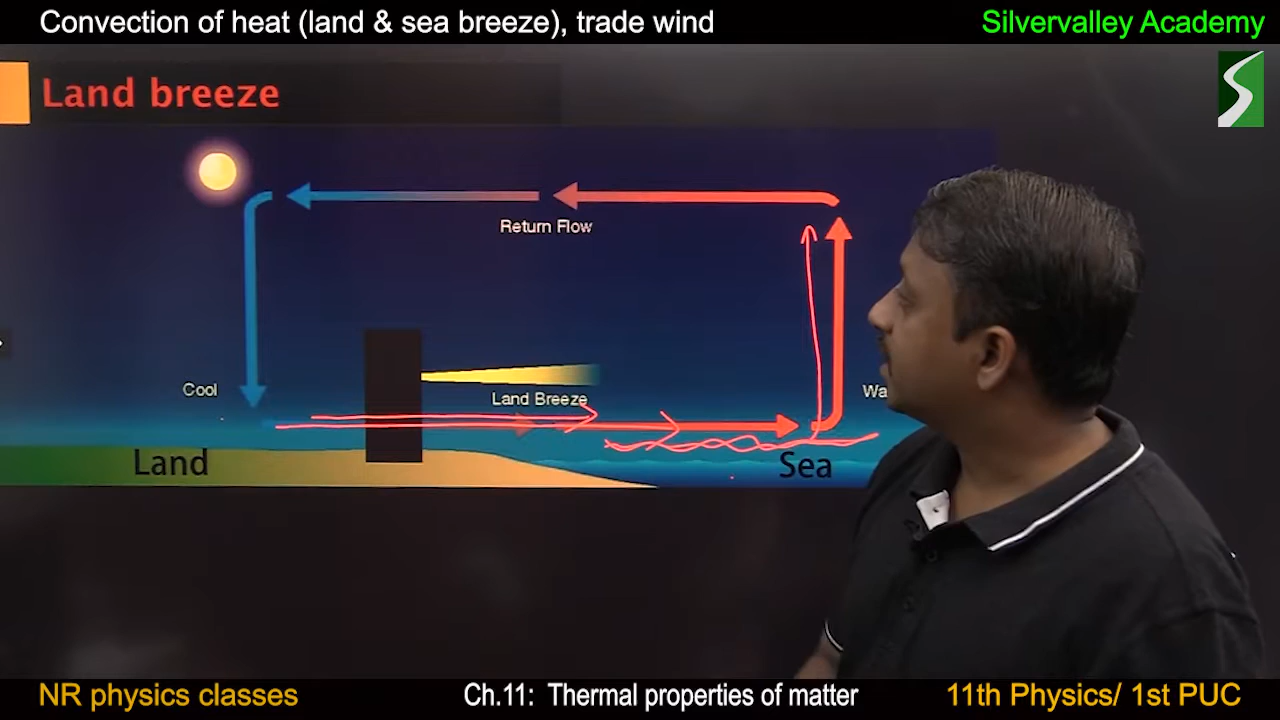 Convection of heat (land & sea breeze), trade wind
Silvervalley Academy
Land breeze
Return Flow
Cool
Land Breeze
Wa
Land
Sea
NR physics classes
Ch.11: Thermal properties of matter
11th Physics/ 1st PUC